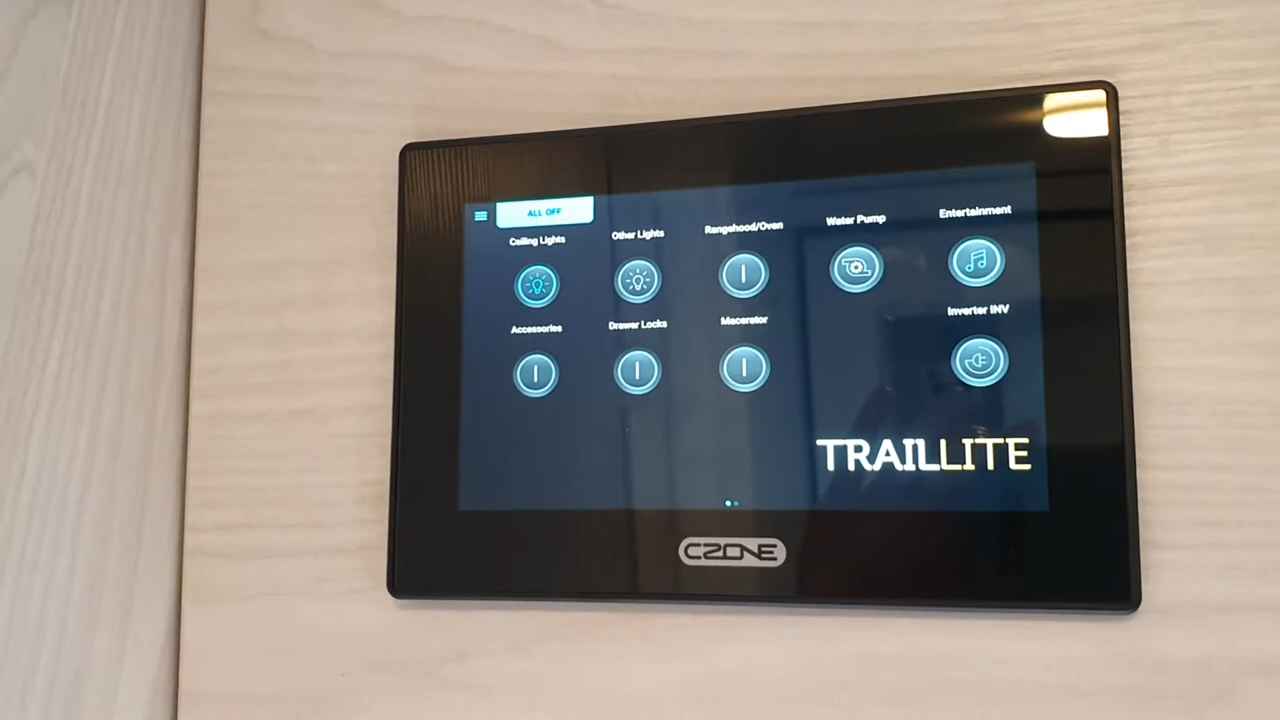 ALL OFF
Ceiling Lights
Other Lights
Rangehood/Oven
Water Pump
Entertainment
Accessories
Drawer Locks
Macerator
Inverter INV
TRAILLITE
CZONE